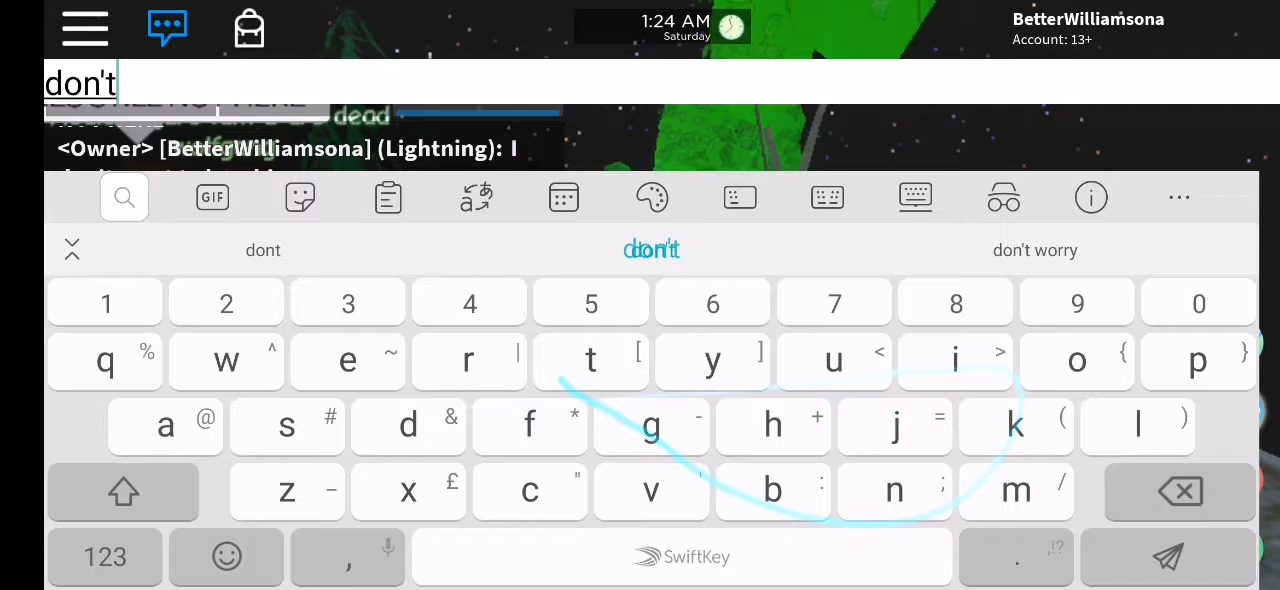 1:24 AM
Saturday
BetterWilliamsona
Account: 13+
don't
dead
<Owner> [BetterWilliamsona] (Lightning): I
GIF
dont
don't
don't worry
1 2 3 4 5 6 7 8 9 0
q % w ^ e ~ r | t [ y ] u < i > o { p }
a @ s # d & f * g - h + j = k ( l )
z _ x £ c " v ' b : n ; m /
123 , SwiftKey . ,!?